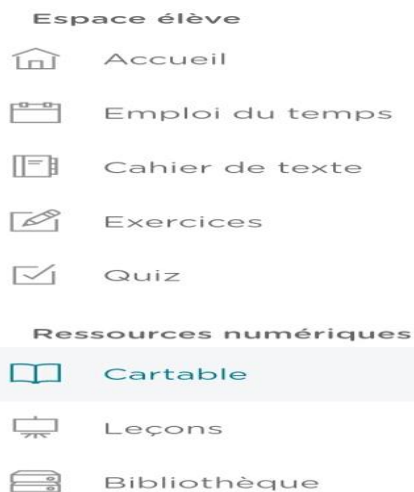 Espace élève
Accueil
Emploi du temps
Cahier de texte
Exercices
Quiz
Ressources numériques
Cartable
Leçons
Bibliothèque